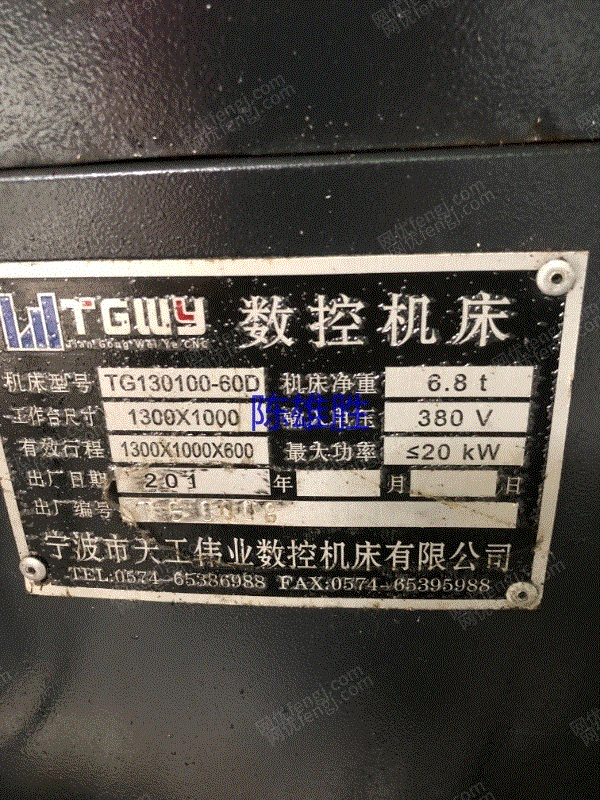 TGWY 数控机床
机床型号 TG130100-60D 机床净重 6.8 t
工作台尺寸 1300X1000 输入电压 380 V
有效行程 1300X1000X600 最大功率 ≤20 kW
出厂日期 201 年 月 日
出厂编号
宁波市大工伟业数控机床有限公司
TEL:0574-65386988 FAX:0574-65395988